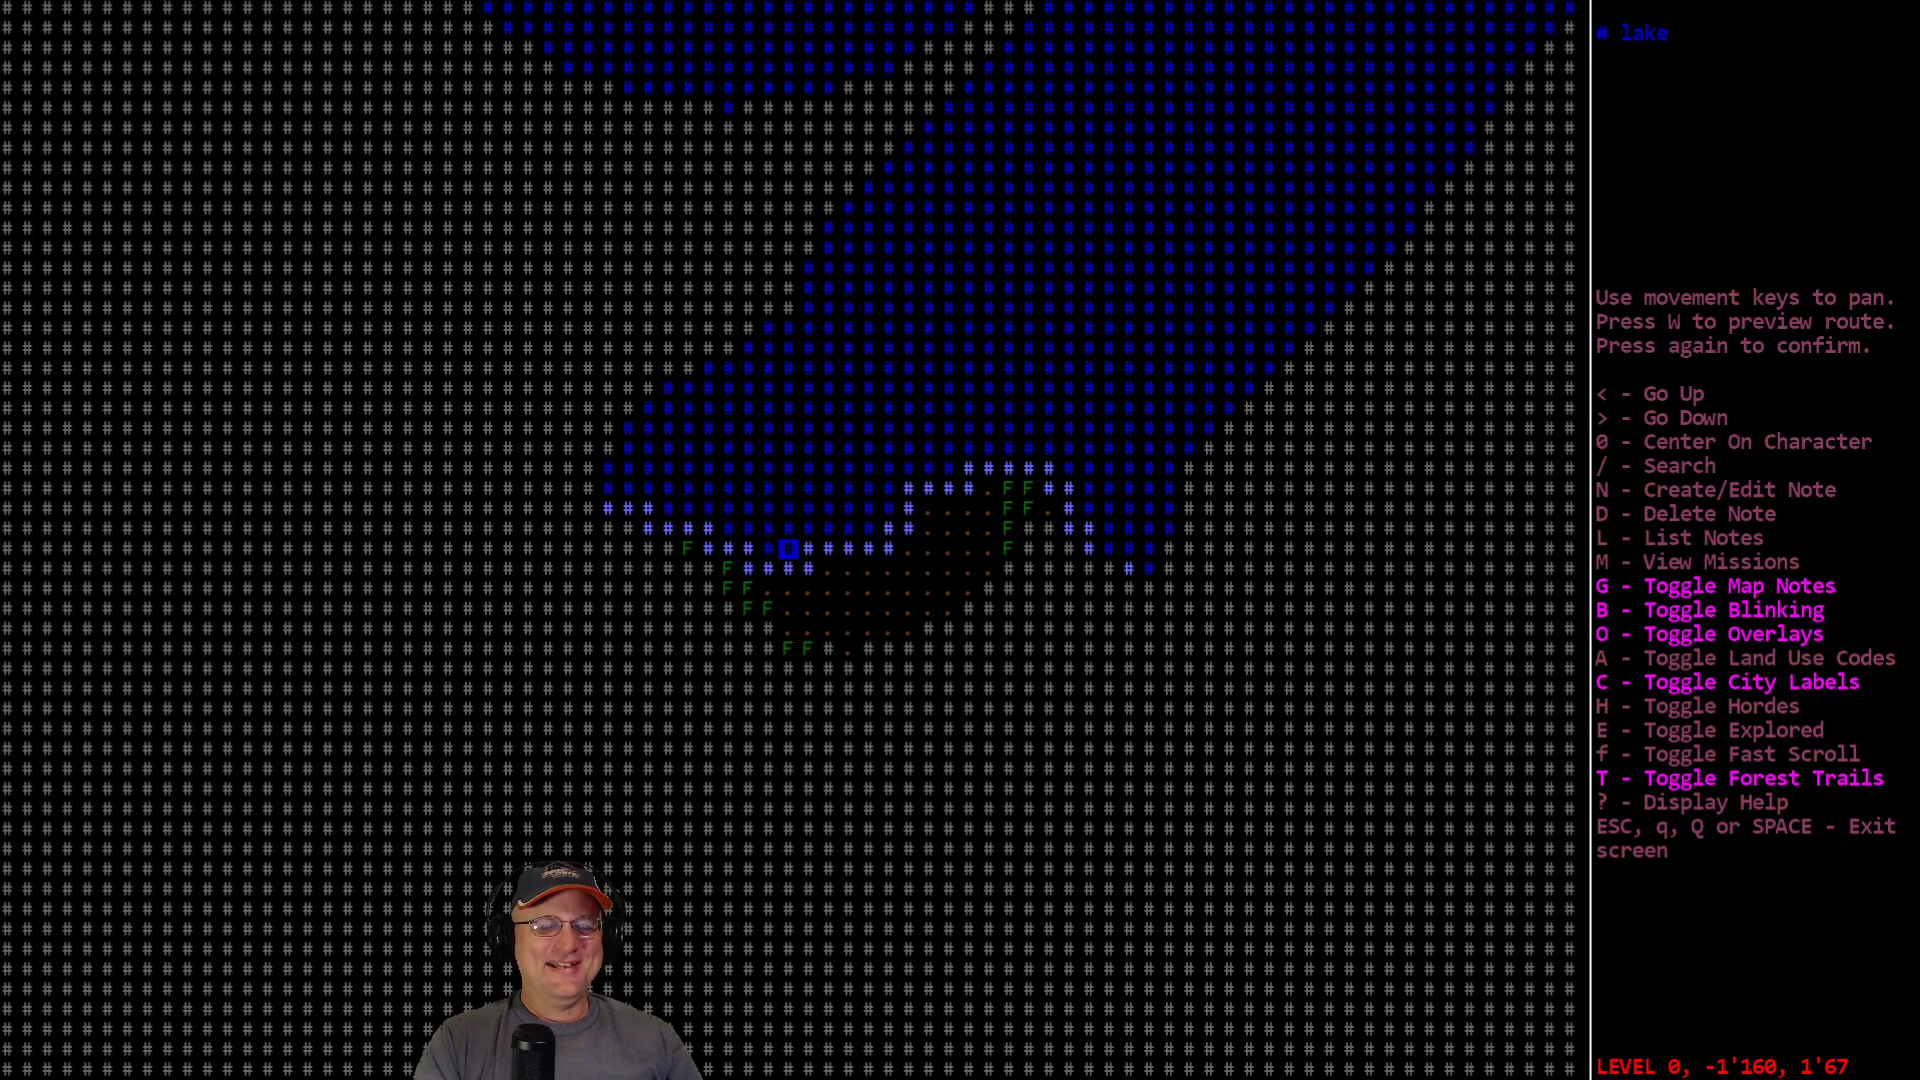 # lake
Use movement keys to pan.
Press W to preview route.
Press again to confirm.
< - Go Up
> - Go Down
0 - Center On Character
/ - Search
N - Create/Edit Note
D - Delete Note
L - List Notes
M - View Missions
G - Toggle Map Notes
B - Toggle Blinking
O - Toggle Overlays
A - Toggle Land Use Codes
C - Toggle City Labels
H - Toggle Hordes
E - Toggle Explored
f - Toggle Fast Scroll
T - Toggle Forest Trails
? - Display Help
ESC, q, Q or SPACE - Exit
screen
LEVEL 0, -1'160, 1'67